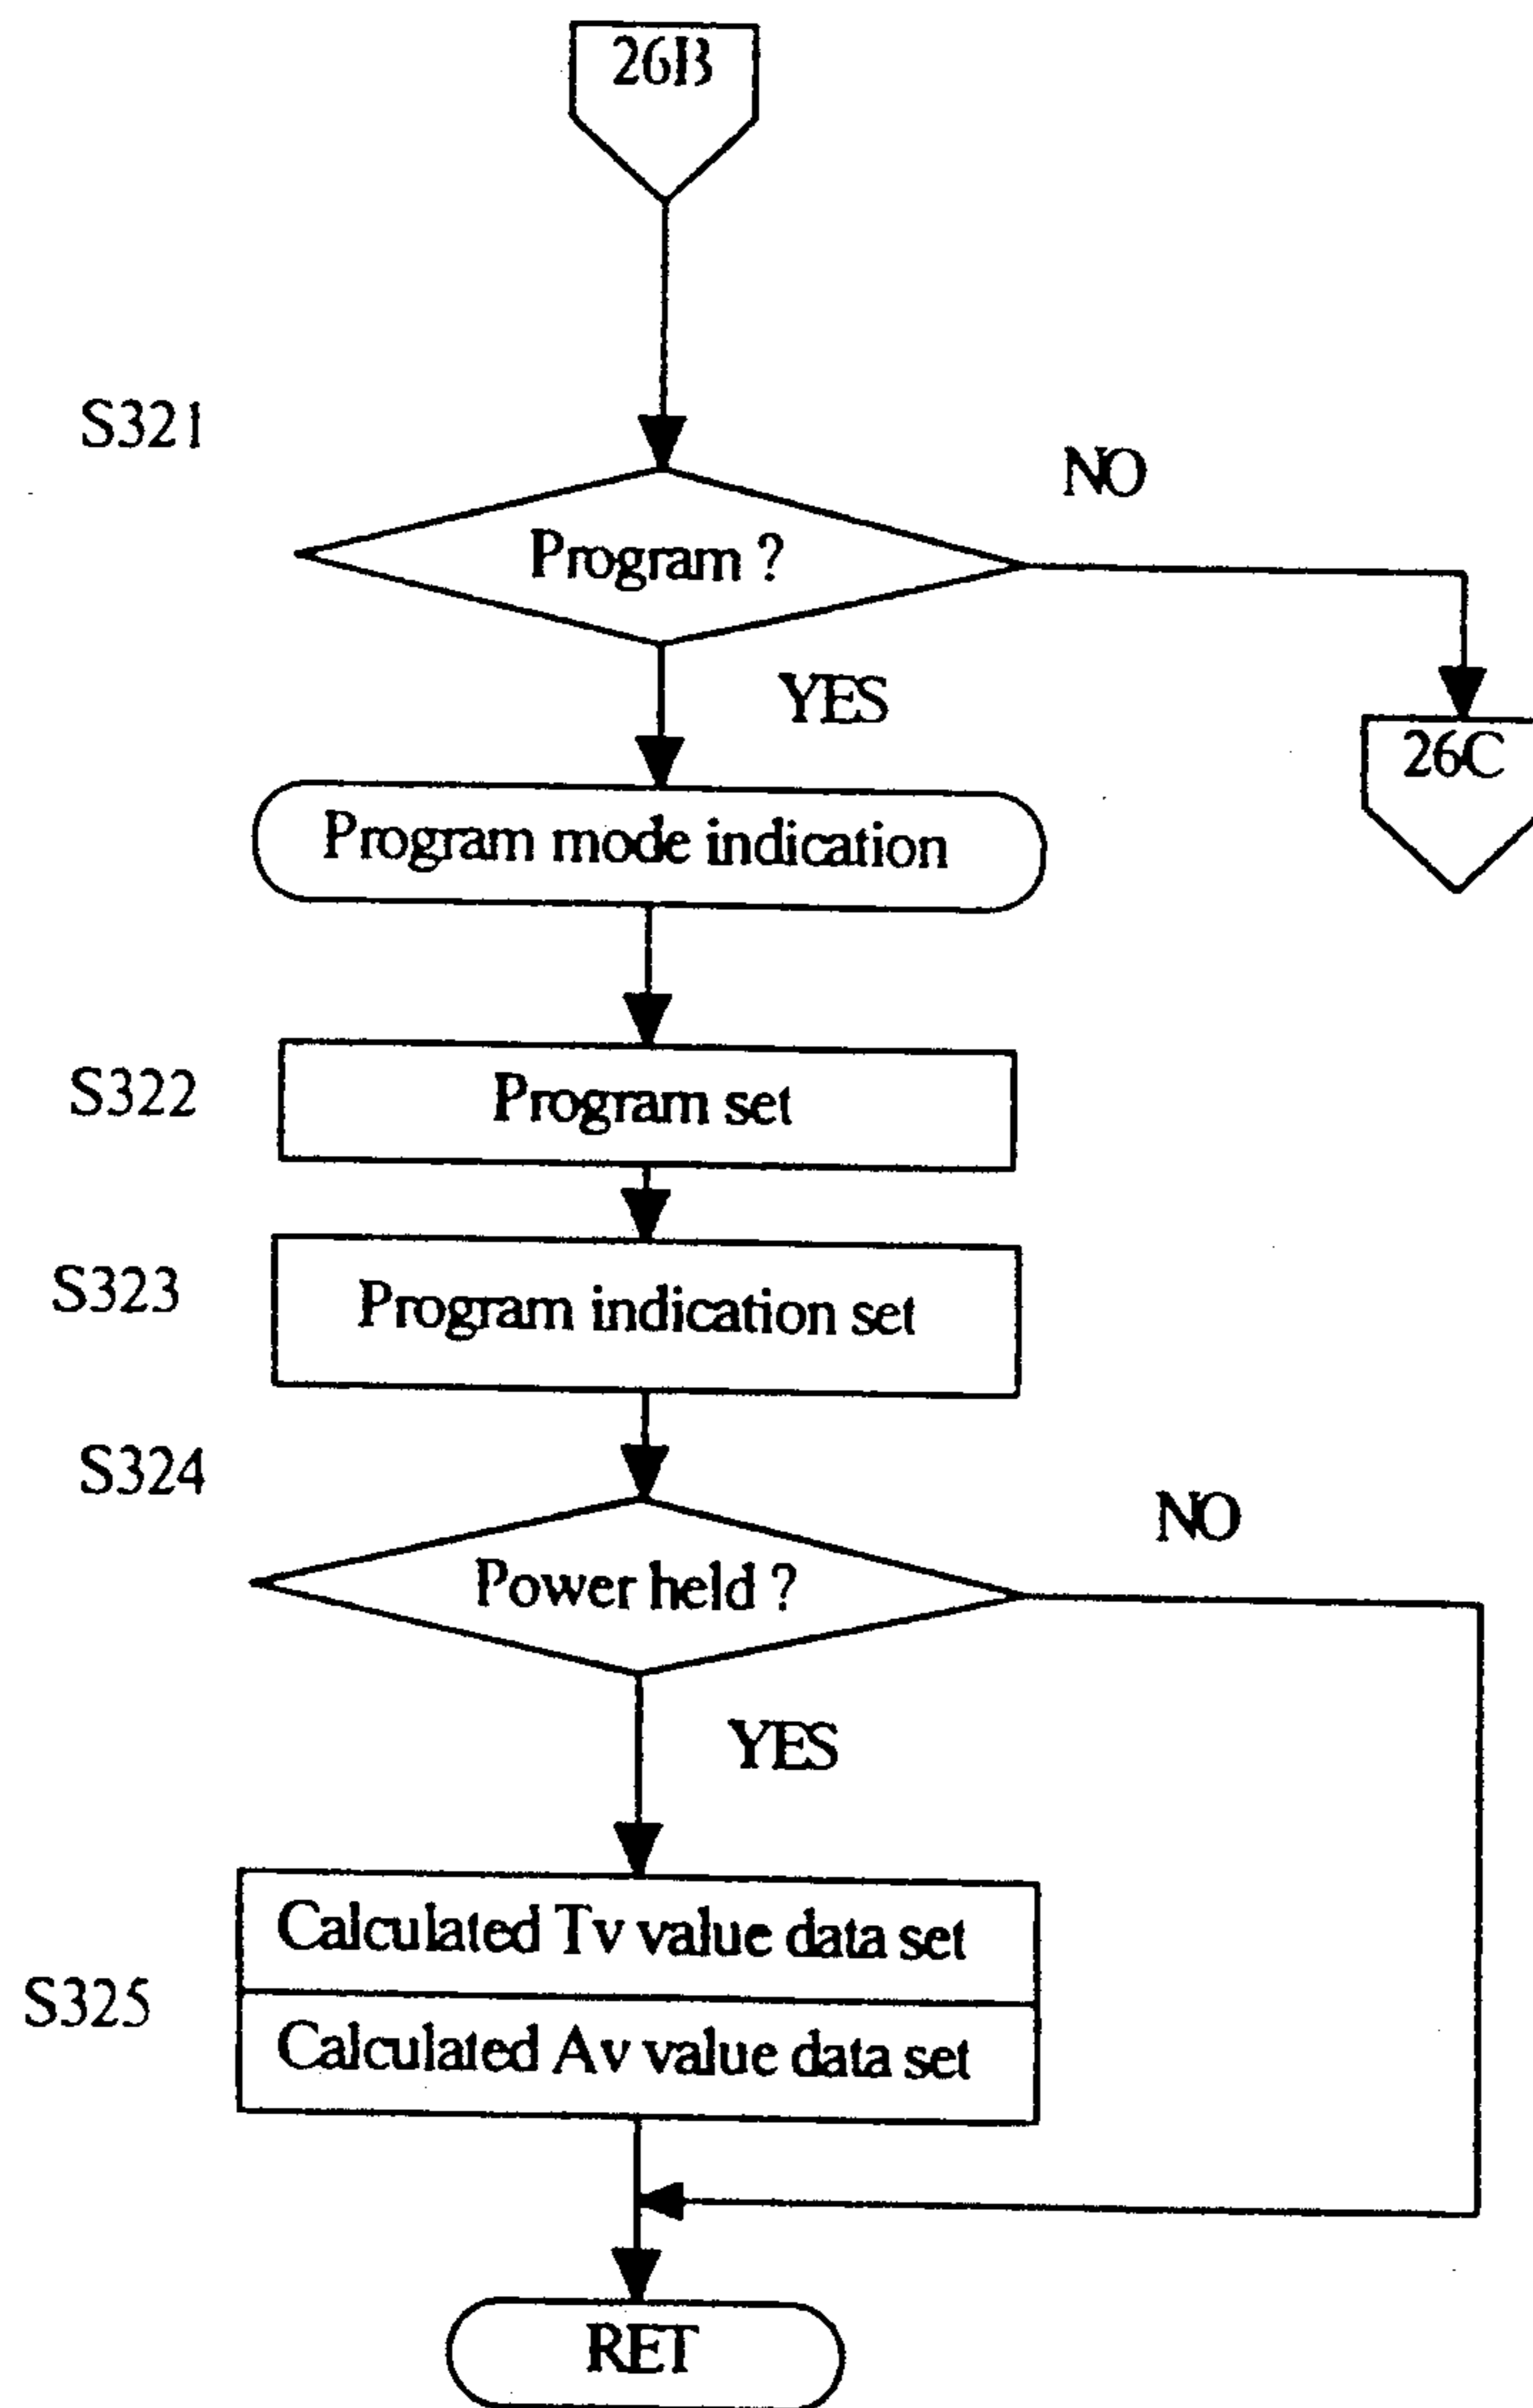 26B
S321
NO
Program ?
YES
26C
Program mode indication
S322
Program set
S323
Program indication set
S324
NO
Power held ?
YES
Calculated Tv value data set
S325
Calculated Av value data set
RET